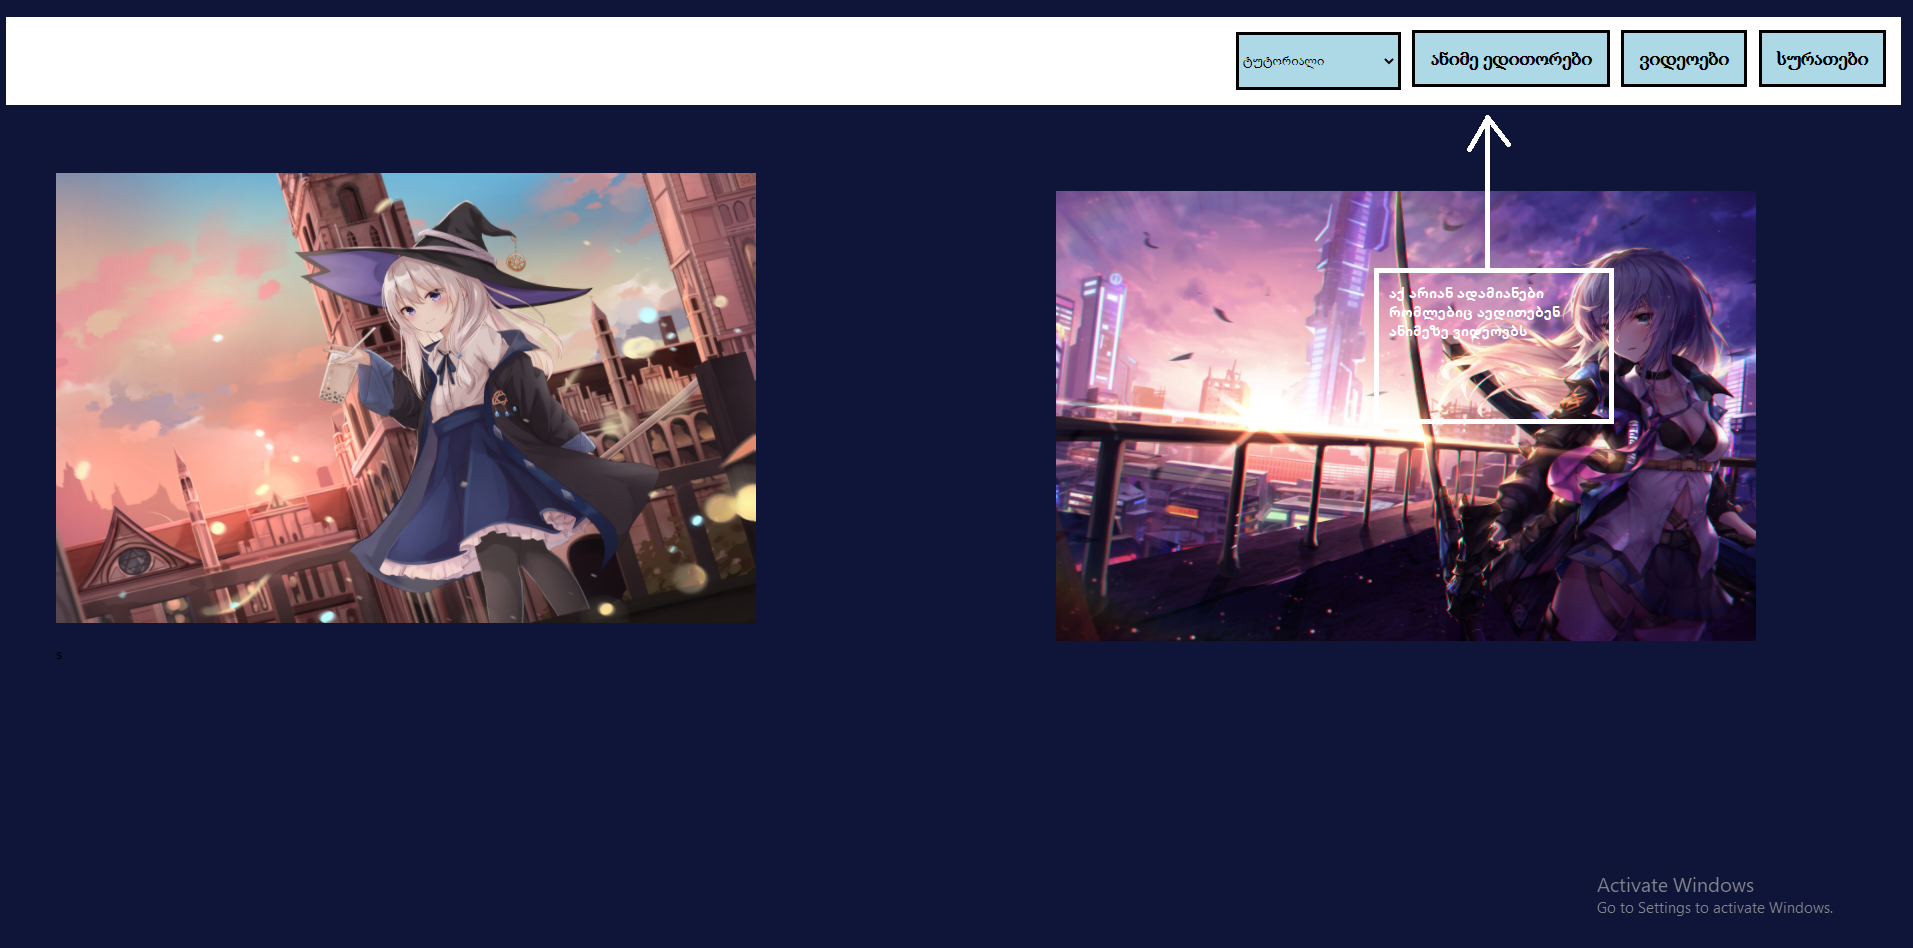 ტუტორიალი
ანიმე ედითორები
ვიდეოები
სურათები
აქ არიან ადამიანები
რომლებიც აედითებენ
ანიმეზე ვიდეოებს
s
Activate Windows
Go to Settings to activate Windows.